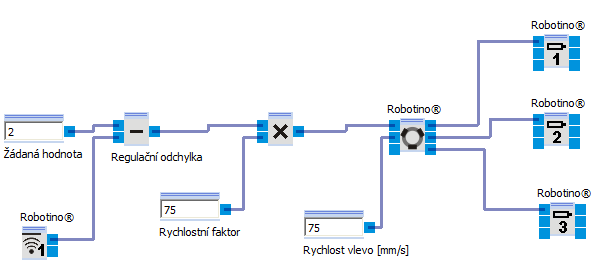 Robotino®
1
Robotino®
2
Robotino®
2
Žádaná hodnota
Regulační odchylka
Robotino®
3
75
Rychlostní faktor
75
Rychlost vlevo [mm/s]
Robotino®
1